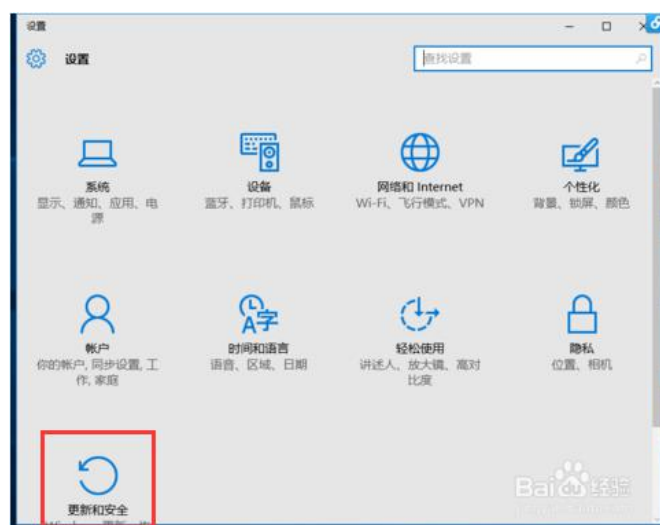 设置
设置
查找设置
系统
显示、通知、应用、电
源
设备
蓝牙、打印机、鼠标
网络和 Internet
Wi-Fi、飞行模式、VPN
个性化
背景、锁屏、颜色
帐户
你的帐户, 同步设置, 工
作, 家庭
时间和语言
语音、区域、日期
轻松使用
讲述人、放大镜、高对
比度
隐私
位置、相机
更新和安全
Bai du 经验